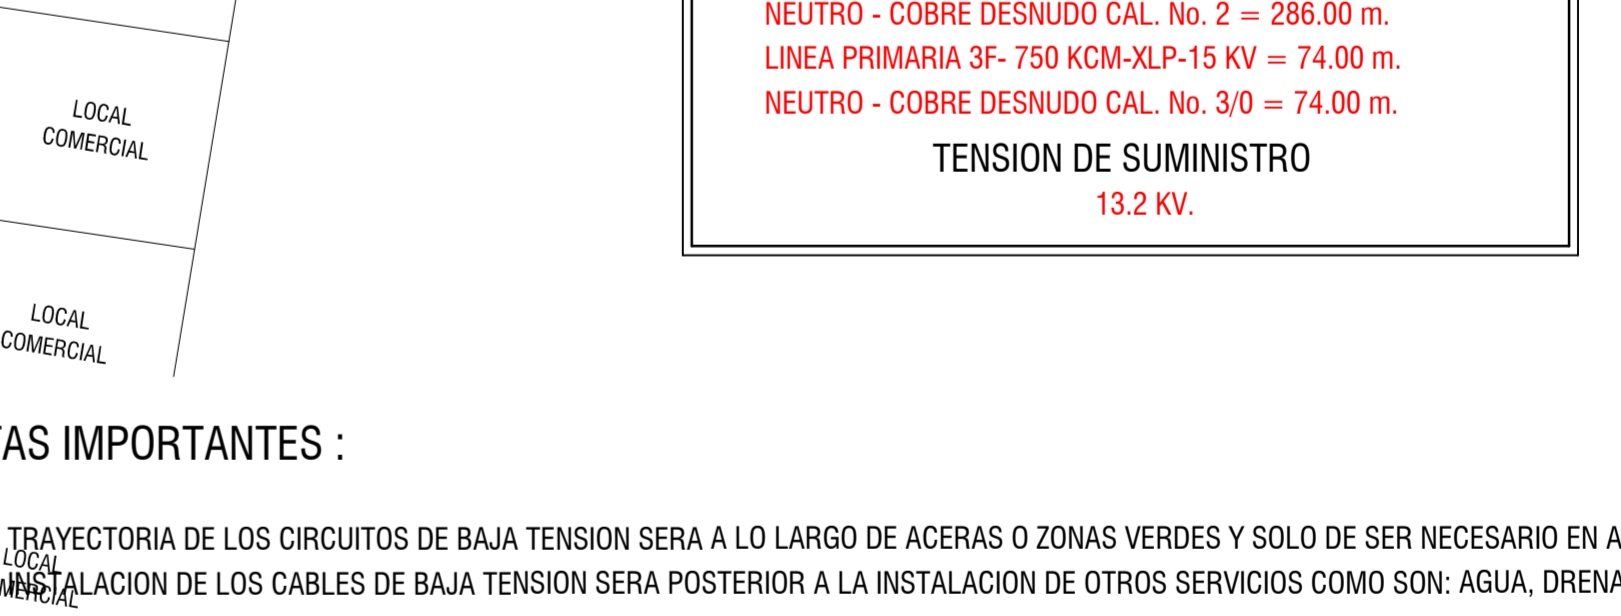 NEUTRO - COBRE DESNUDO CAL. No. 2 = 286.00 m.
LINEA PRIMARIA 3F- 750 KCM-XLP-15 KV = 74.00 m.
NEUTRO - COBRE DESNUDO CAL. No. 3/0 = 74.00 m.
TENSION DE SUMINISTRO
13.2 KV.
LOCAL
COMERCIAL
LOCAL
COMERCIAL
TAS IMPORTANTES :
TRAYECTORIA DE LOS CIRCUITOS DE BAJA TENSION SERA A LO LARGO DE ACERAS O ZONAS VERDES Y SOLO DE SER NECESARIO EN A
INSTALACION DE LOS CABLES DE BAJA TENSION SERA POSTERIOR A LA INSTALACION DE OTROS SERVICIOS COMO SON: AGUA, DRENA
LOCAL
MERCIAL